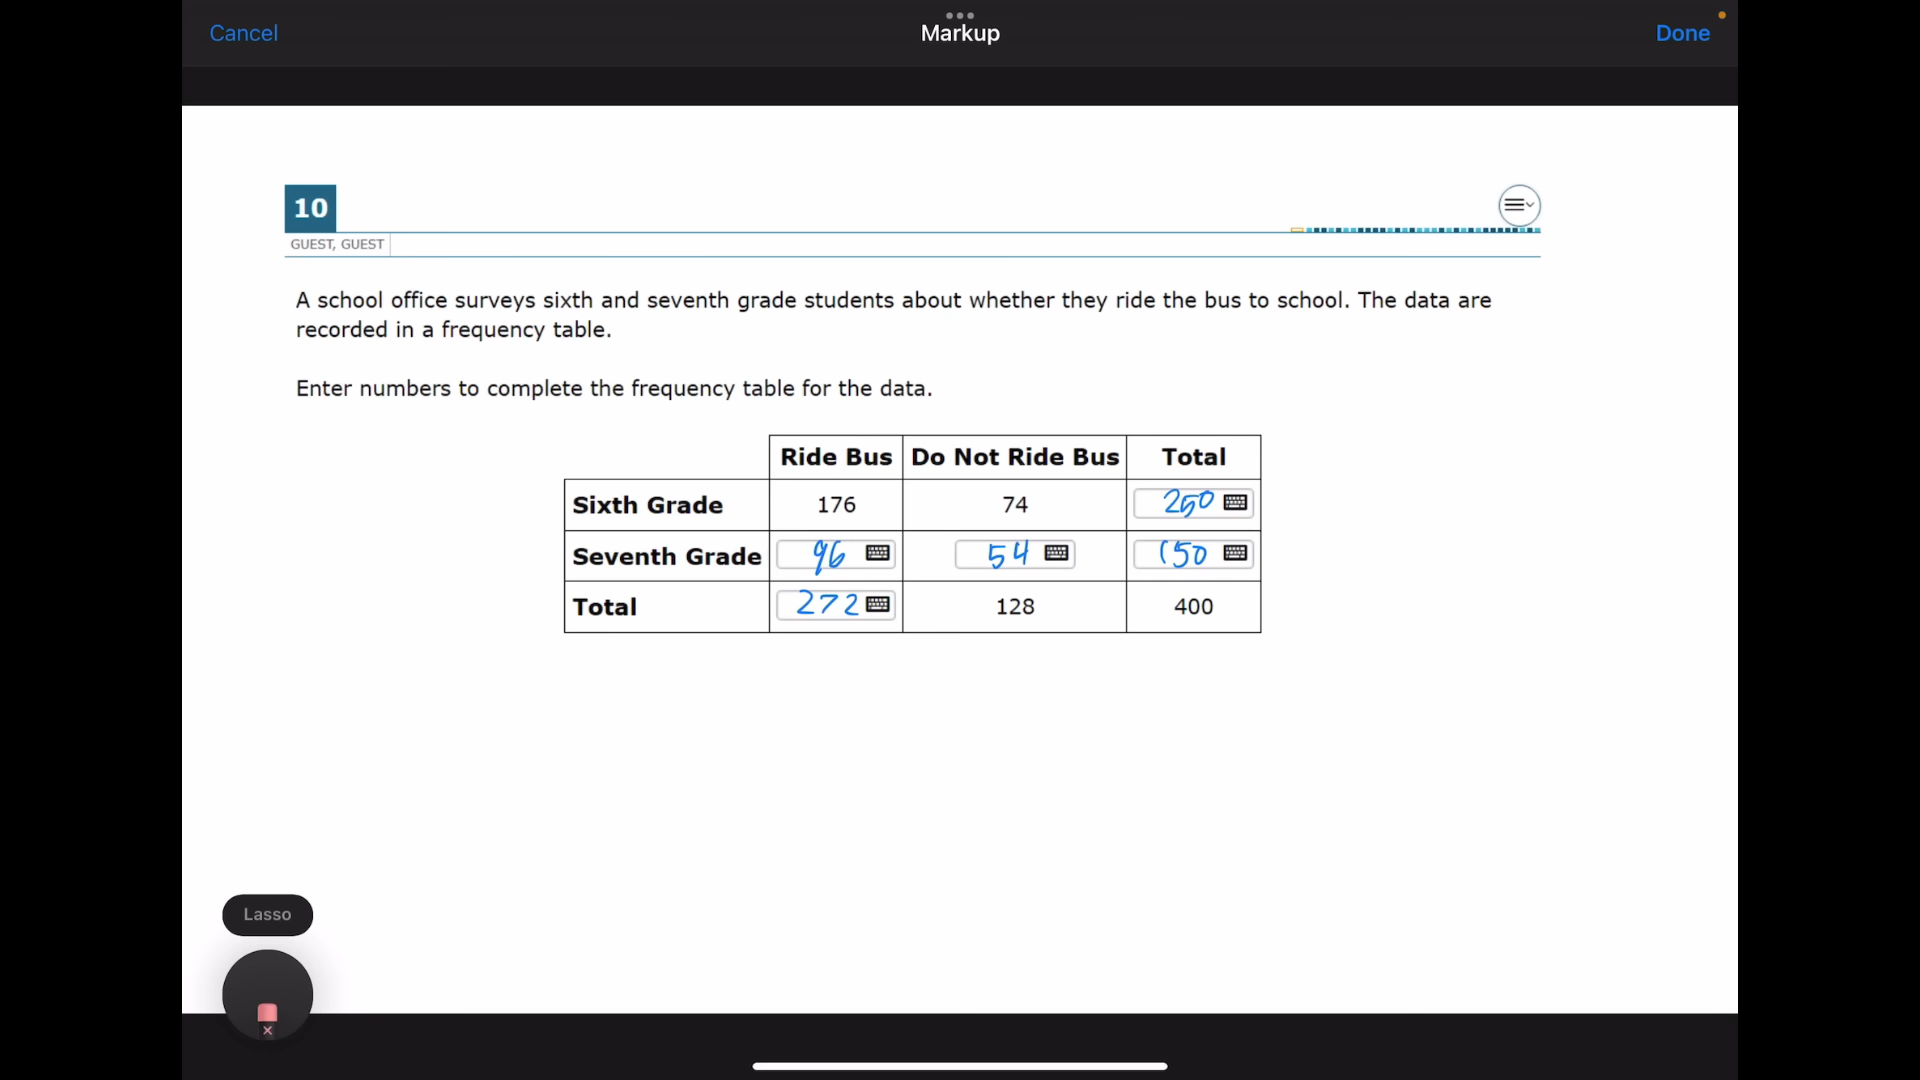 Cancel
Markup
Done
10
GUEST, GUEST
A school office surveys sixth and seventh grade students about whether they ride the bus to school. The data are
recorded in a frequency table.
Enter numbers to complete the frequency table for the data.
Ride Bus Do Not Ride Bus Total
Sixth Grade 176 74 250
Seventh Grade 96 54 150
Total 272 128 400
Lasso